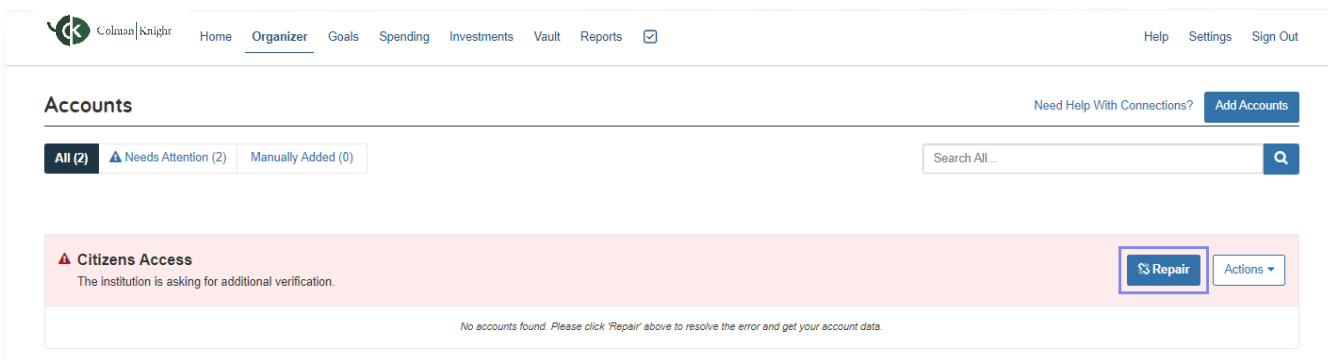 CK Colman|Knight Home Organizer Goals Spending Investments Vault Reports Help Settings Sign Out
Accounts Need Help With Connections? Add Accounts
All (2) Needs Attention (2) Manually Added (0) Search All...
Citizens Access
Repair Actions
The institution is asking for additional verification.
No accounts found. Please click 'Repair' above to resolve the error and get your account data.